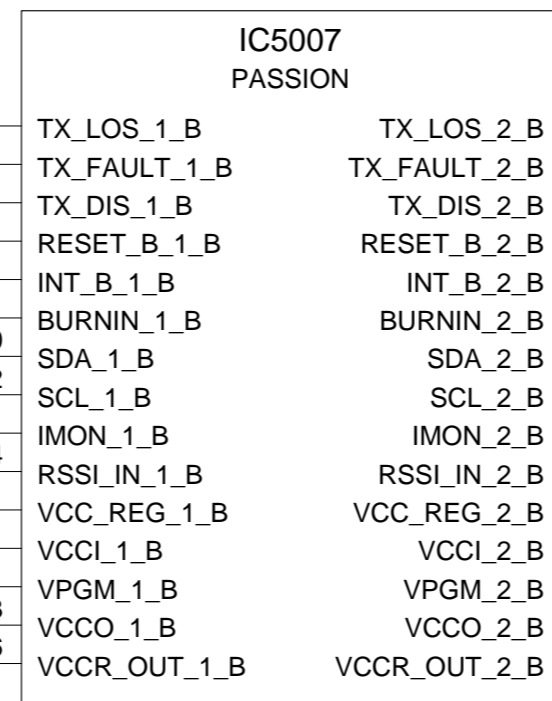 IC5007
PASSION
TX_LOS_1_B TX_LOS_2_B
TX_FAULT_1_B TX_FAULT_2_B
TX_DIS_1_B TX_DIS_2_B
RESET_B_1_B RESET_B_2_B
INT_B_1_B INT_B_2_B
BURNIN_1_B BURNIN_2_B
SDA_1_B SDA_2_B
SCL_1_B SCL_2_B
IMON_1_B IMON_2_B
RSSI_IN_1_B RSSI_IN_2_B
VCC_REG_1_B VCC_REG_2_B
VCCI_1_B VCCI_2_B
VPGM_1_B VPGM_2_B
VCCO_1_B VCCO_2_B
VCCR_OUT_1_B VCCR_OUT_2_B